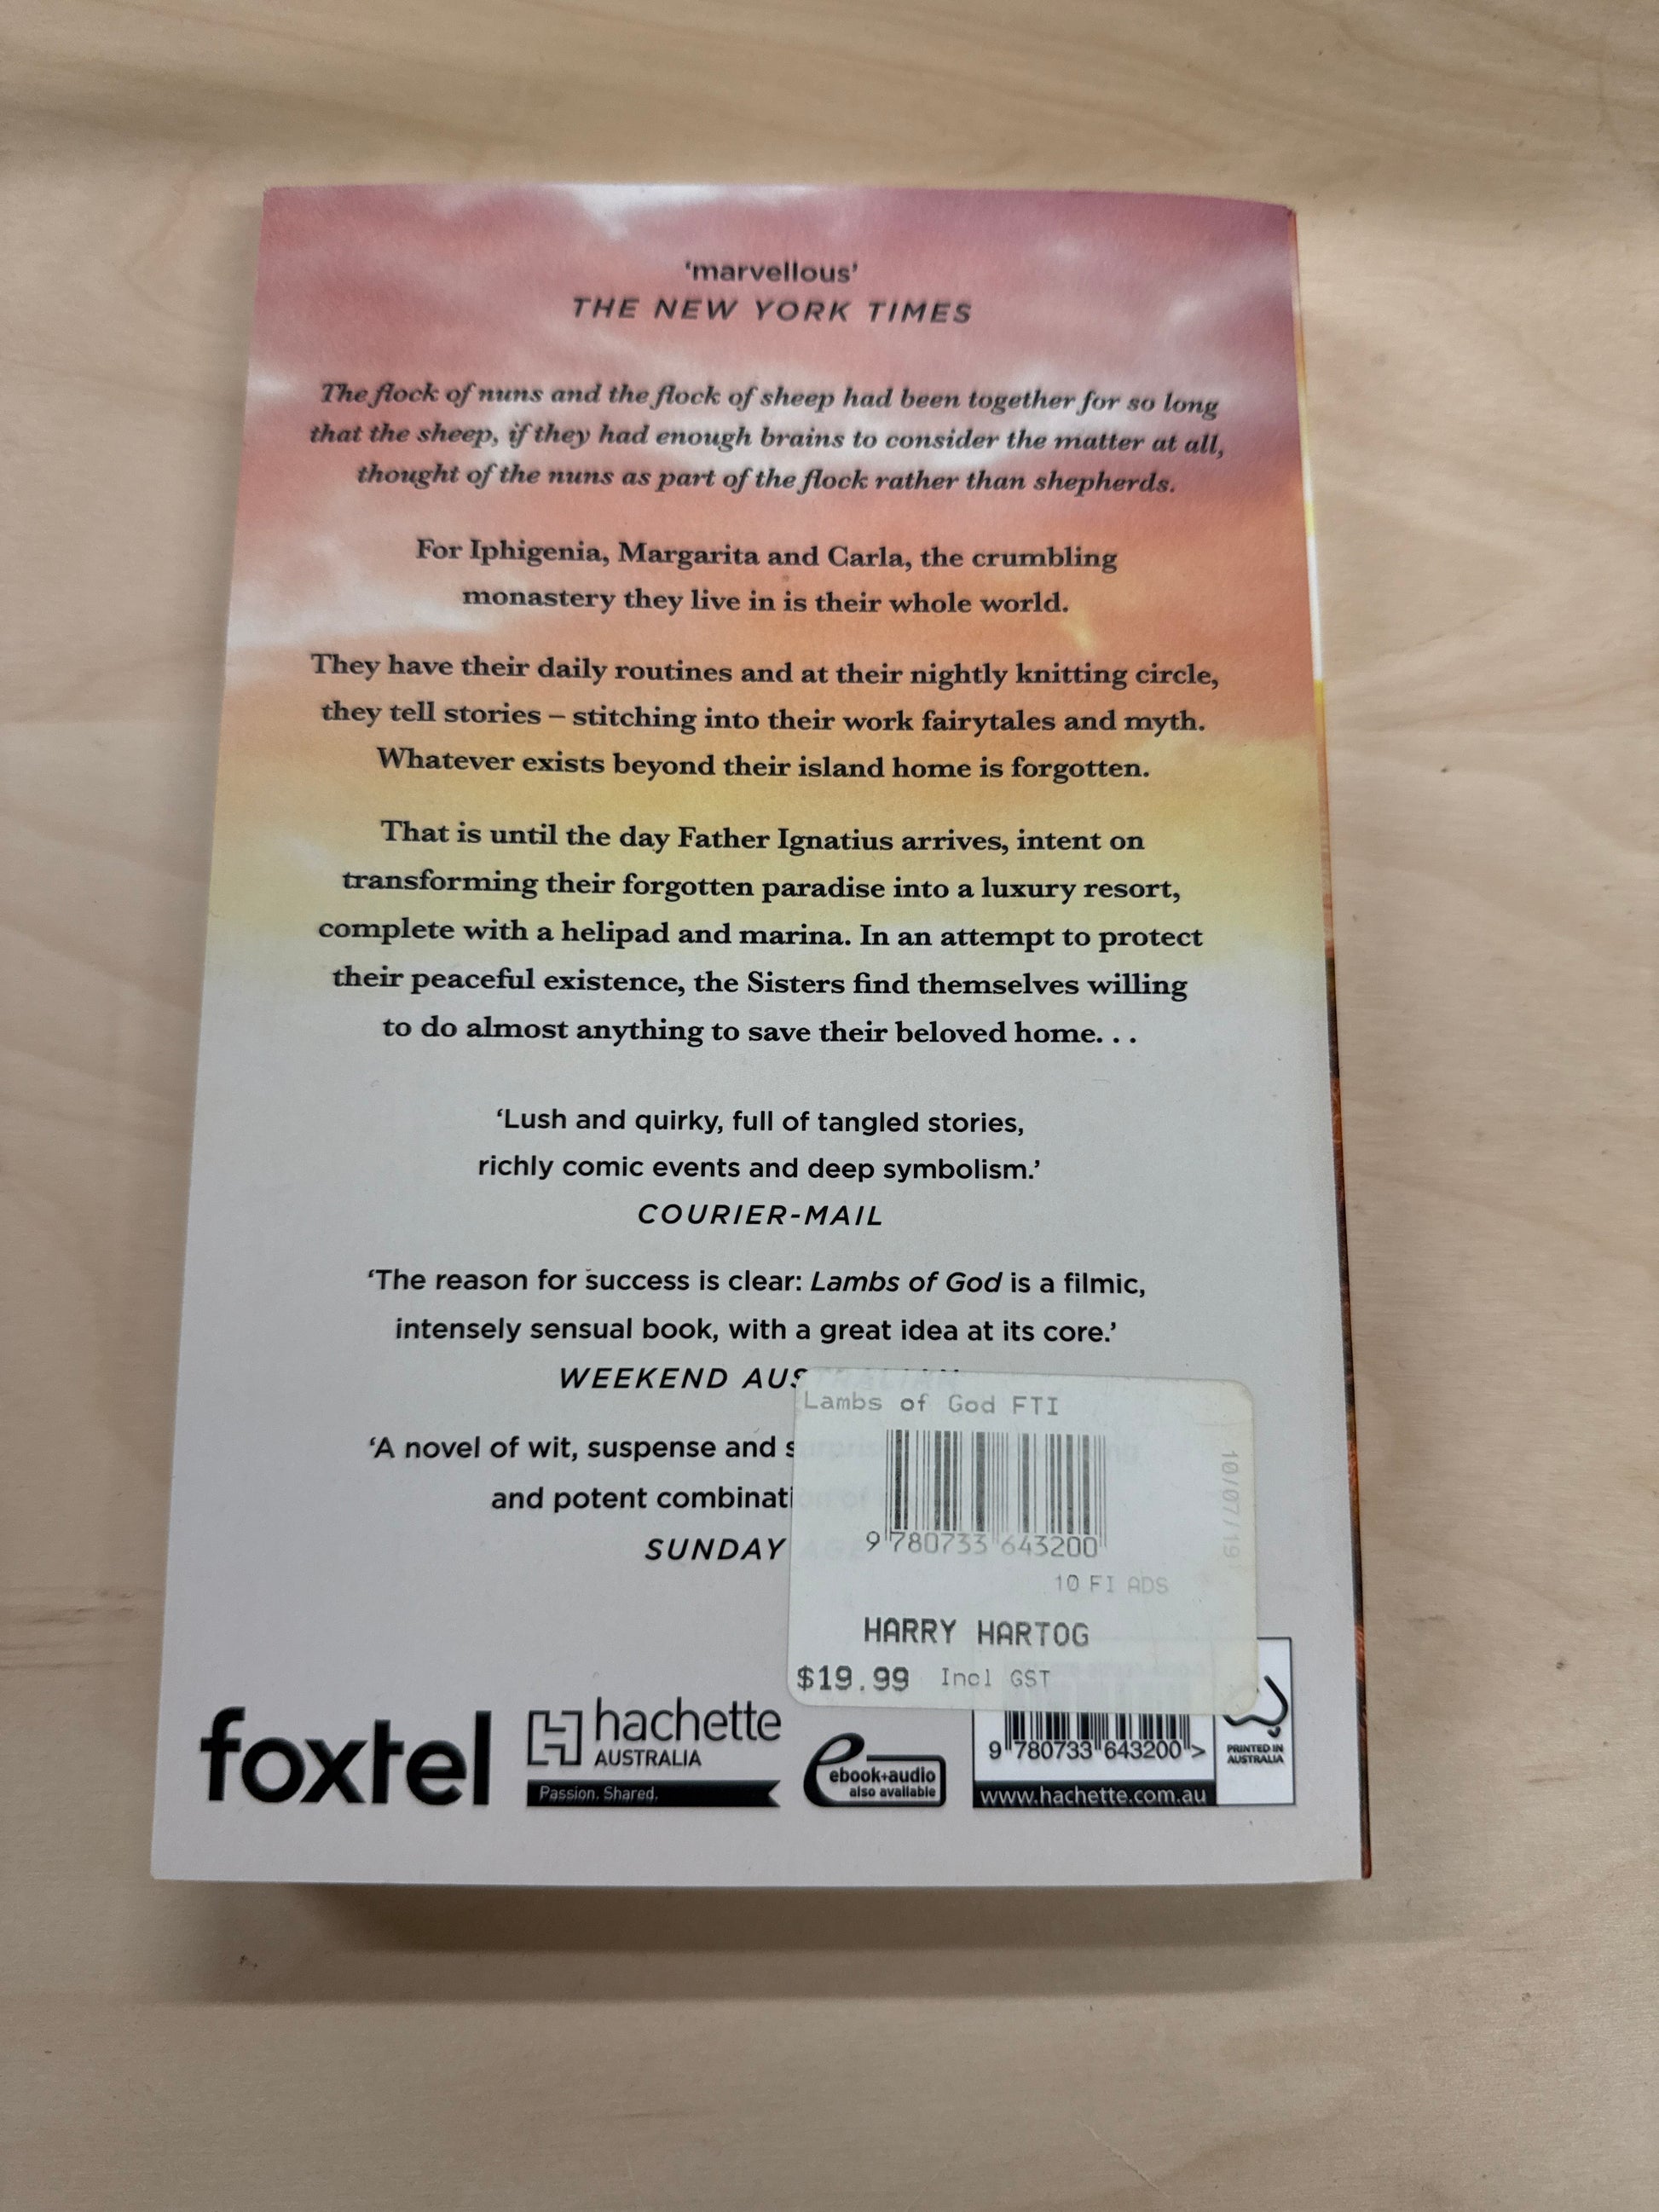 ‘marvellous’
THE NEW YORK TIMES
The flock of nuns and the flock of sheep had been together for so long
that the sheep, if they had enough brains to consider the matter at all,
thought of the nuns as part of the flock rather than shepherds.
For Iphigenia, Margarita and Carla, the crumbling
monastery they live in is their whole world.
They have their daily routines and at their nightly knitting circle,
they tell stories – stitching into their work fairytales and myth.
Whatever exists beyond their island home is forgotten.
That is until the day Father Ignatius arrives, intent on
transforming their forgotten paradise into a luxury resort,
complete with a helipad and marina. In an attempt to protect
their peaceful existence, the Sisters find themselves willing
to do almost anything to save their beloved home. . .
‘Lush and quirky, full of tangled stories,
richly comic events and deep symbolism.’
COURIER-MAIL
‘The reason for success is clear: Lambs of God is a filmic,
intensely sensual book, with a great idea at its core.’
WEEKEND AUSTRALIAN
‘A novel of wit, suspense and surprise
and potent combination of
SUNDAY AGE
Lambs of God FTI
9 780733 643200
10/07/19
10 FI ADS
HARRY HARTOG
$19.99 Incl GST
foxtel
hachette
AUSTRALIA
Passion. Shared.
ebook+audio
also available
9 780733 643200 >
www.hachette.com.au
PRINTED IN
AUSTRALIA